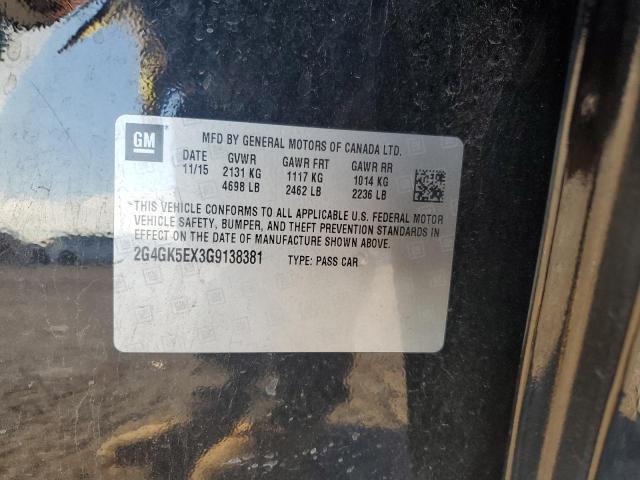 GM
MFD BY GENERAL MOTORS OF CANADA LTD.
DATE GVWR GAWR FRT GAWR RR
11/15 2131 KG 1117 KG 1014 KG
4698 LB 2462 LB 2236 LB
THIS VEHICLE CONFORMS TO ALL APPLICABLE U.S. FEDERAL MOTOR
VEHICLE SAFETY, BUMPER, AND THEFT PREVENTION STANDARDS IN
EFFECT ON THE DATE OF MANUFACTURE SHOWN ABOVE.
2G4GK5EX3G9138381 TYPE: PASS CAR